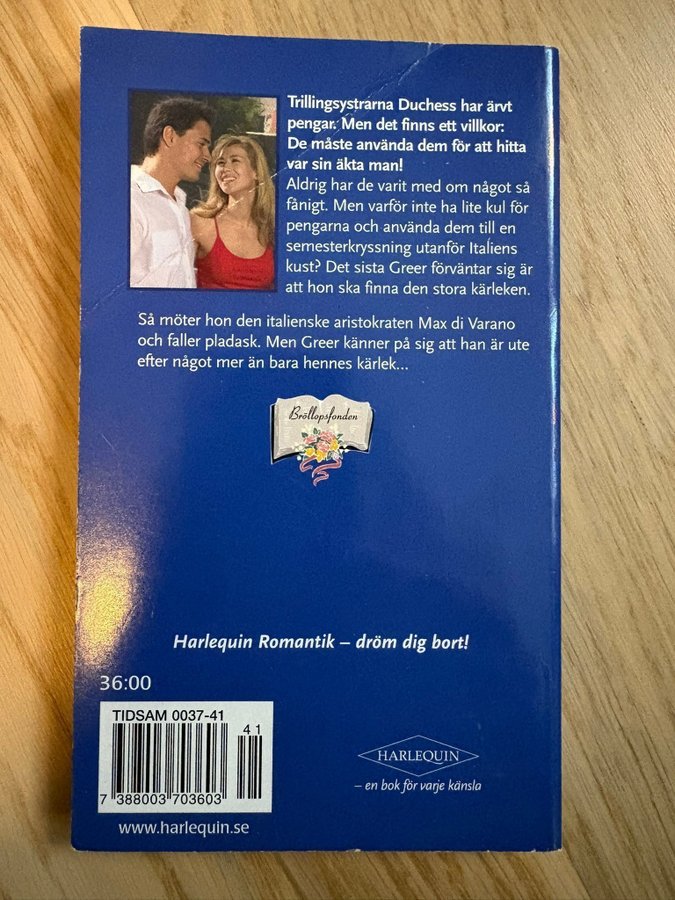 Trillingsystrarna Duchess har ärvt
pengar. Men det finns ett villkor:
De måste använda dem för att hitta
var sin äkta man!
Aldrig har de varit med om något så
fånigt. Men varför inte ha lite kul för
pengarna och använda dem till en
semesterkryssning utanför Italiens
kust? Det sista Greer förväntar sig är
att hon ska finna den stora kärleken.
Så möter hon den italienske aristokraten Max di Varano
och faller pladask. Men Greer känner på sig att han är ute
efter något mer än bara hennes kärlek...
Bröllopsfonden
Harlequin Romantik – dröm dig bort!
36:00
TIDSAM 0037-41
41
7 388003 703603
www.harlequin.se
HARLEQUIN
– en bok för varje känsla